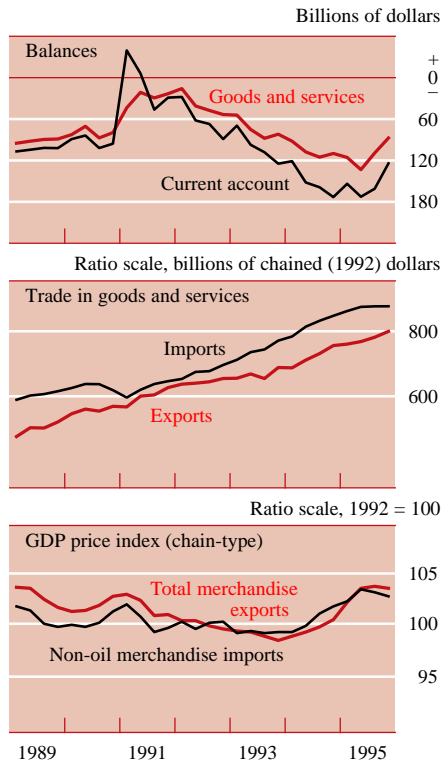 Billions of dollars
Balances
+
0
–
Goods and services
60
120
Current account
180
Ratio scale, billions of chained (1992) dollars
Trade in goods and services
800
Imports
600
Exports
Ratio scale, 1992 = 100
GDP price index (chain-type)
105
Total merchandise
exports
100
Non-oil merchandise imports
95
1989 1991 1993 1995